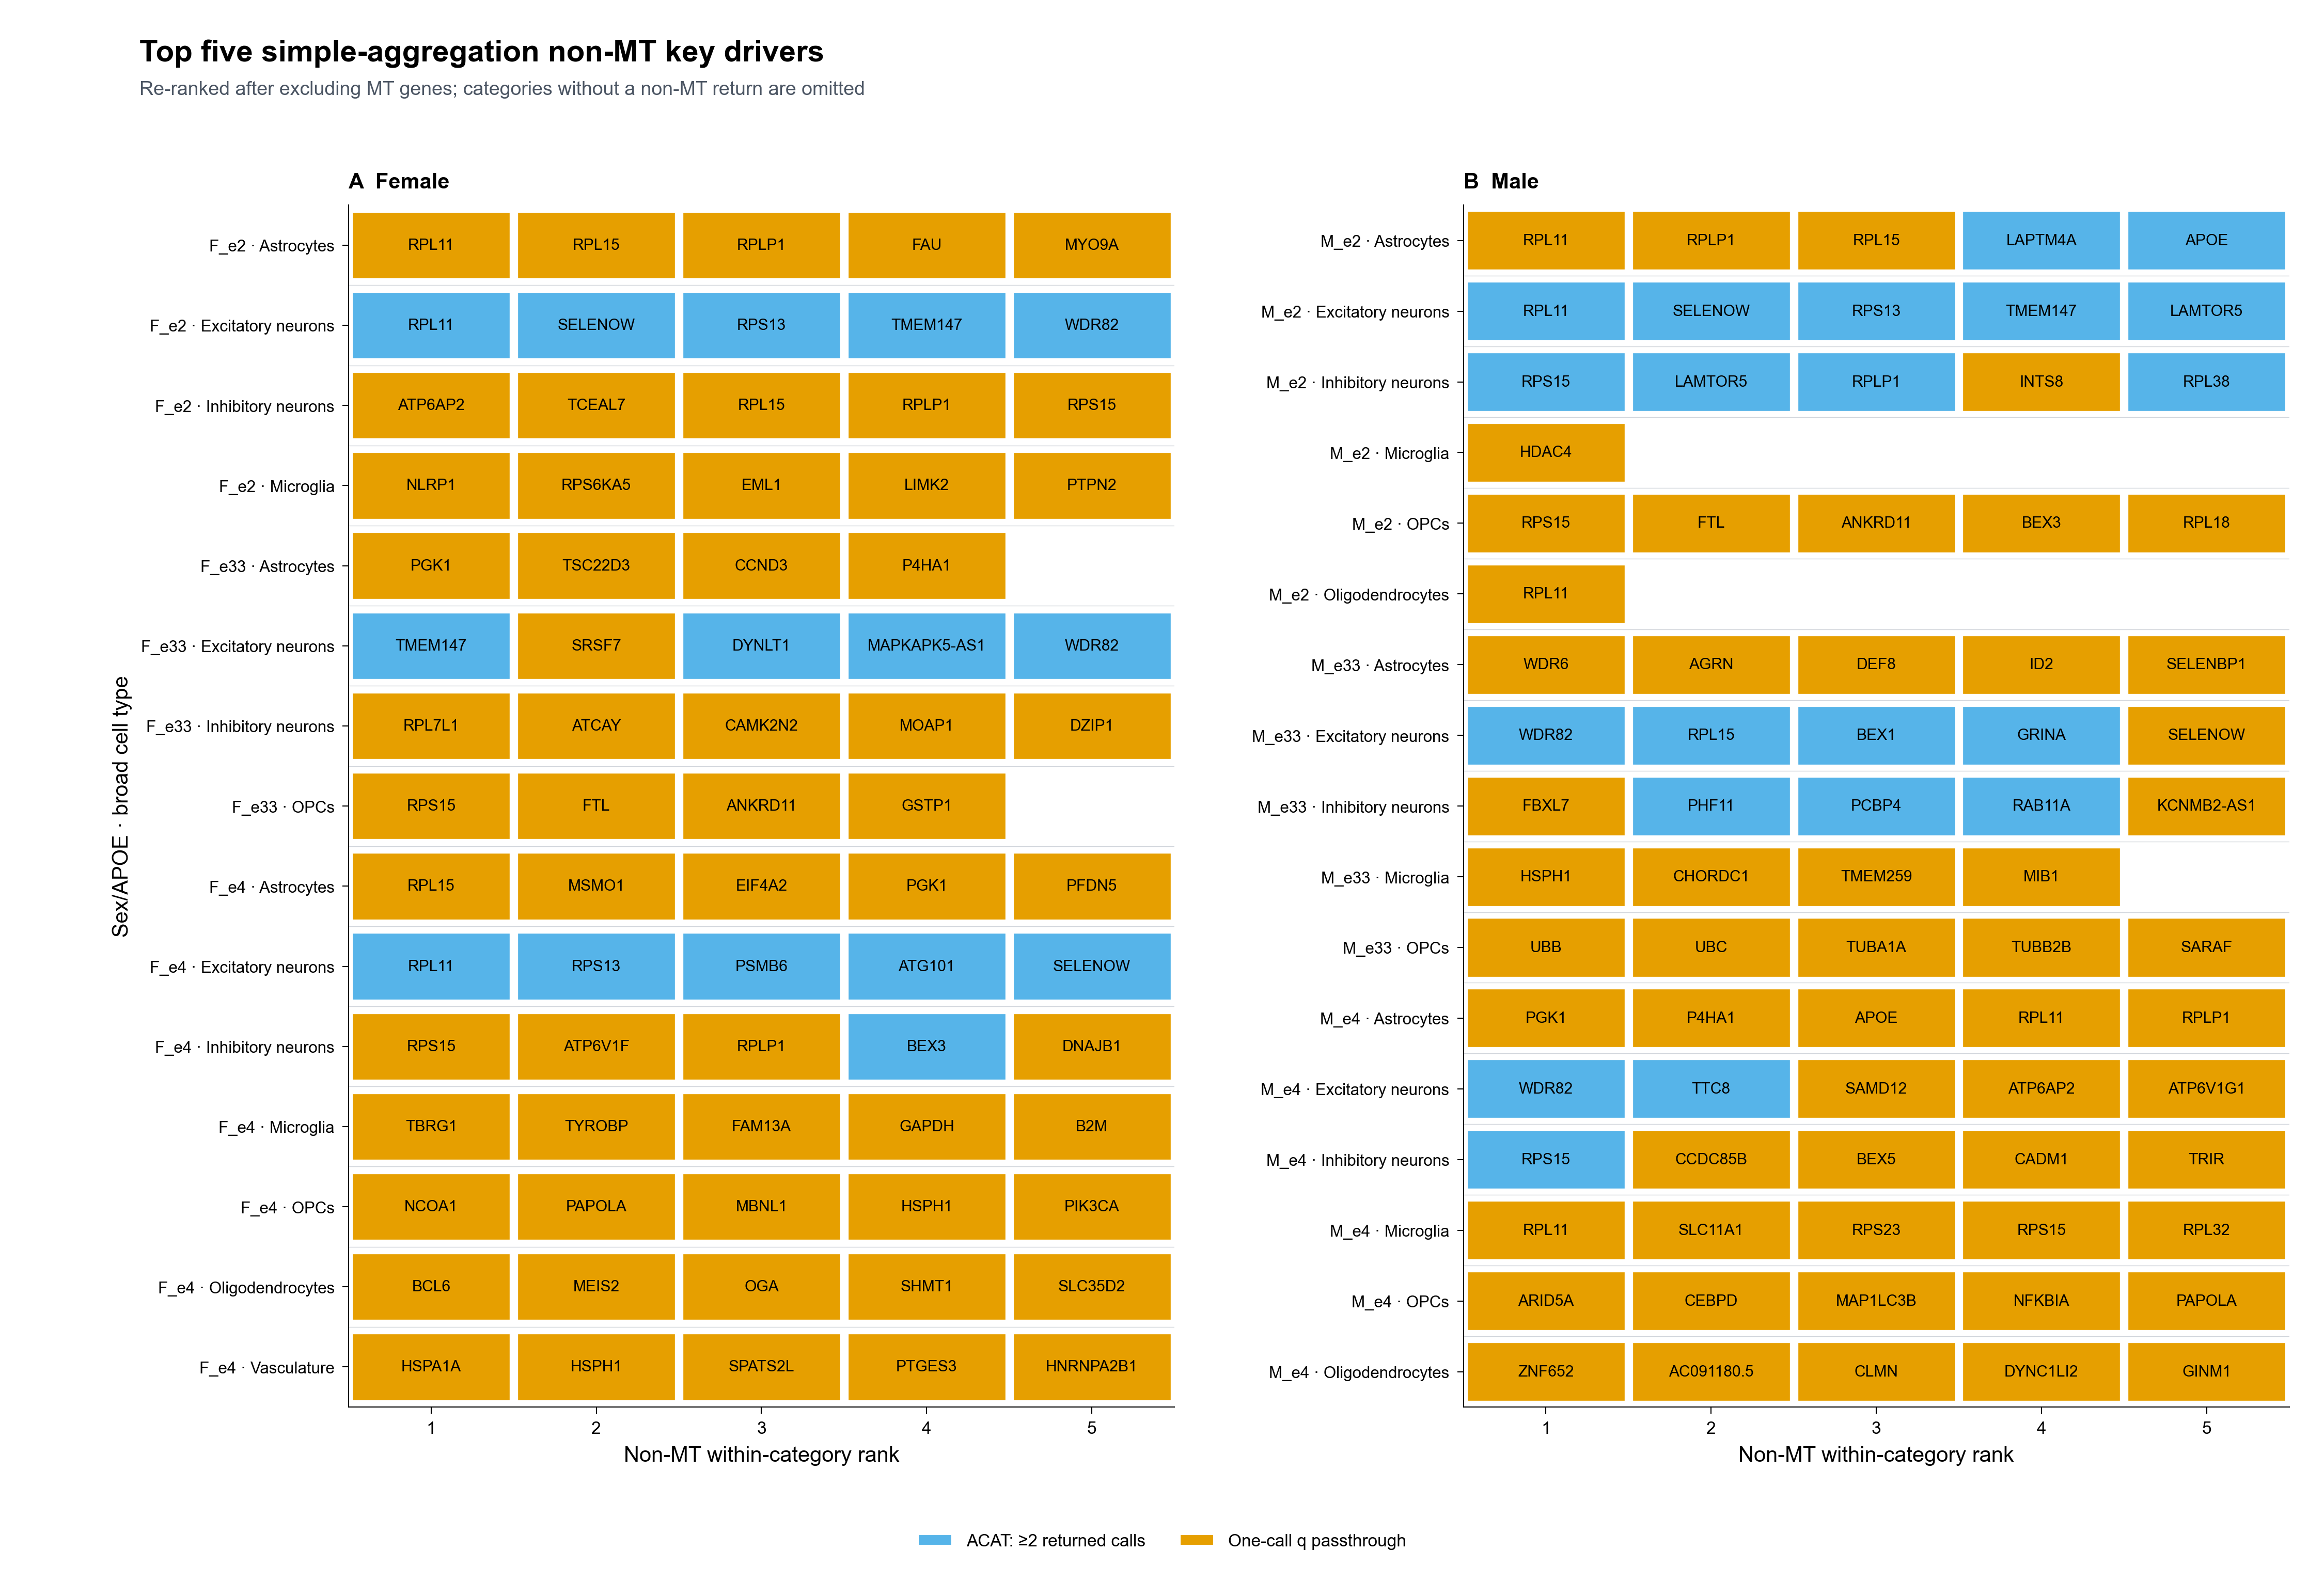 Top five simple-aggregation non-MT key drivers
Re-ranked after excluding MT genes; categories without a non-MT return are omitted
A Female
Sex/APOE · broad cell type
F_e2 · Astrocytes RPL11 RPL15 RPLP1 FAU MYO9A
F_e2 · Excitatory neurons RPL11 SELENOW RPS13 TMEM147 WDR82
F_e2 · Inhibitory neurons ATP6AP2 TCEAL7 RPL15 RPLP1 RPS15
F_e2 · Microglia NLRP1 RPS6KA5 EML1 LIMK2 PTPN2
F_e33 · Astrocytes PGK1 TSC22D3 CCND3 P4HA1
F_e33 · Excitatory neurons TMEM147 SRSF7 DYNLT1 MAPKAPK5-AS1 WDR82
F_e33 · Inhibitory neurons RPL7L1 ATCAY CAMK2N2 MOAP1 DZIP1
F_e33 · OPCs RPS15 FTL ANKRD11 GSTP1
F_e4 · Astrocytes RPL15 MSMO1 EIF4A2 PGK1 PFDN5
F_e4 · Excitatory neurons RPL11 RPS13 PSMB6 ATG101 SELENOW
F_e4 · Inhibitory neurons RPS15 ATP6V1F RPLP1 BEX3 DNAJB1
F_e4 · Microglia TBRG1 TYROBP FAM13A GAPDH B2M
F_e4 · OPCs NCOA1 PAPOLA MBNL1 HSPH1 PIK3CA
F_e4 · Oligodendrocytes BCL6 MEIS2 OGA SHMT1 SLC35D2
F_e4 · Vasculature HSPA1A HSPH1 SPATS2L PTGES3 HNRNPA2B1
1 2 3 4 5
Non-MT within-category rank
B Male
M_e2 · Astrocytes RPL11 RPLP1 RPL15 LAPTM4A APOE
M_e2 · Excitatory neurons RPL11 SELENOW RPS13 TMEM147 LAMTOR5
M_e2 · Inhibitory neurons RPS15 LAMTOR5 RPLP1 INTS8 RPL38
M_e2 · Microglia HDAC4
M_e2 · OPCs RPS15 FTL ANKRD11 BEX3 RPL18
M_e2 · Oligodendrocytes RPL11
M_e33 · Astrocytes WDR6 AGRN DEF8 ID2 SELENBP1
M_e33 · Excitatory neurons WDR82 RPL15 BEX1 GRINA SELENOW
M_e33 · Inhibitory neurons FBXL7 PHF11 PCBP4 RAB11A KCNMB2-AS1
M_e33 · Microglia HSPH1 CHORDC1 TMEM259 MIB1
M_e33 · OPCs UBB UBC TUBA1A TUBB2B SARAF
M_e4 · Astrocytes PGK1 P4HA1 APOE RPL11 RPLP1
M_e4 · Excitatory neurons WDR82 TTC8 SAMD12 ATP6AP2 ATP6V1G1
M_e4 · Inhibitory neurons RPS15 CCDC85B BEX5 CADM1 TRIR
M_e4 · Microglia RPL11 SLC11A1 RPS23 RPS15 RPL32
M_e4 · OPCs ARID5A CEBPD MAP1LC3B NFKBIA PAPOLA
M_e4 · Oligodendrocytes ZNF652 AC091180.5 CLMN DYNC1LI2 GINM1
1 2 3 4 5
Non-MT within-category rank
ACAT: ≥2 returned calls One-call q passthrough